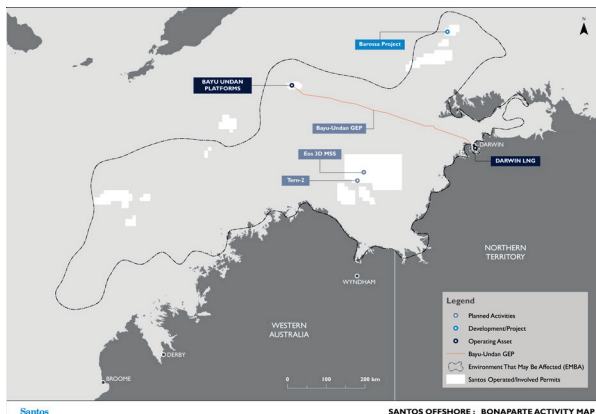 N
Barossa Project
BAYU UNDAN
PLATFORMS
Bayu-Undan GEP
DARWIN
DARWIN LNG
Eos 3D MSS
Tern-2
NORTHERN
TERRITORY
WYNDHAM
WESTERN
AUSTRALIA
DERBY
BROOME
0 100 200 km
Legend
Planned Activities
Development/Project
Operating Asset
Bayu-Undan GEP
Environment That May Be Affected (EMBA)
Santos Operated/Involved Permits
Santos
SANTOS OFFSHORE : BONAPARTE ACTIVITY MAP